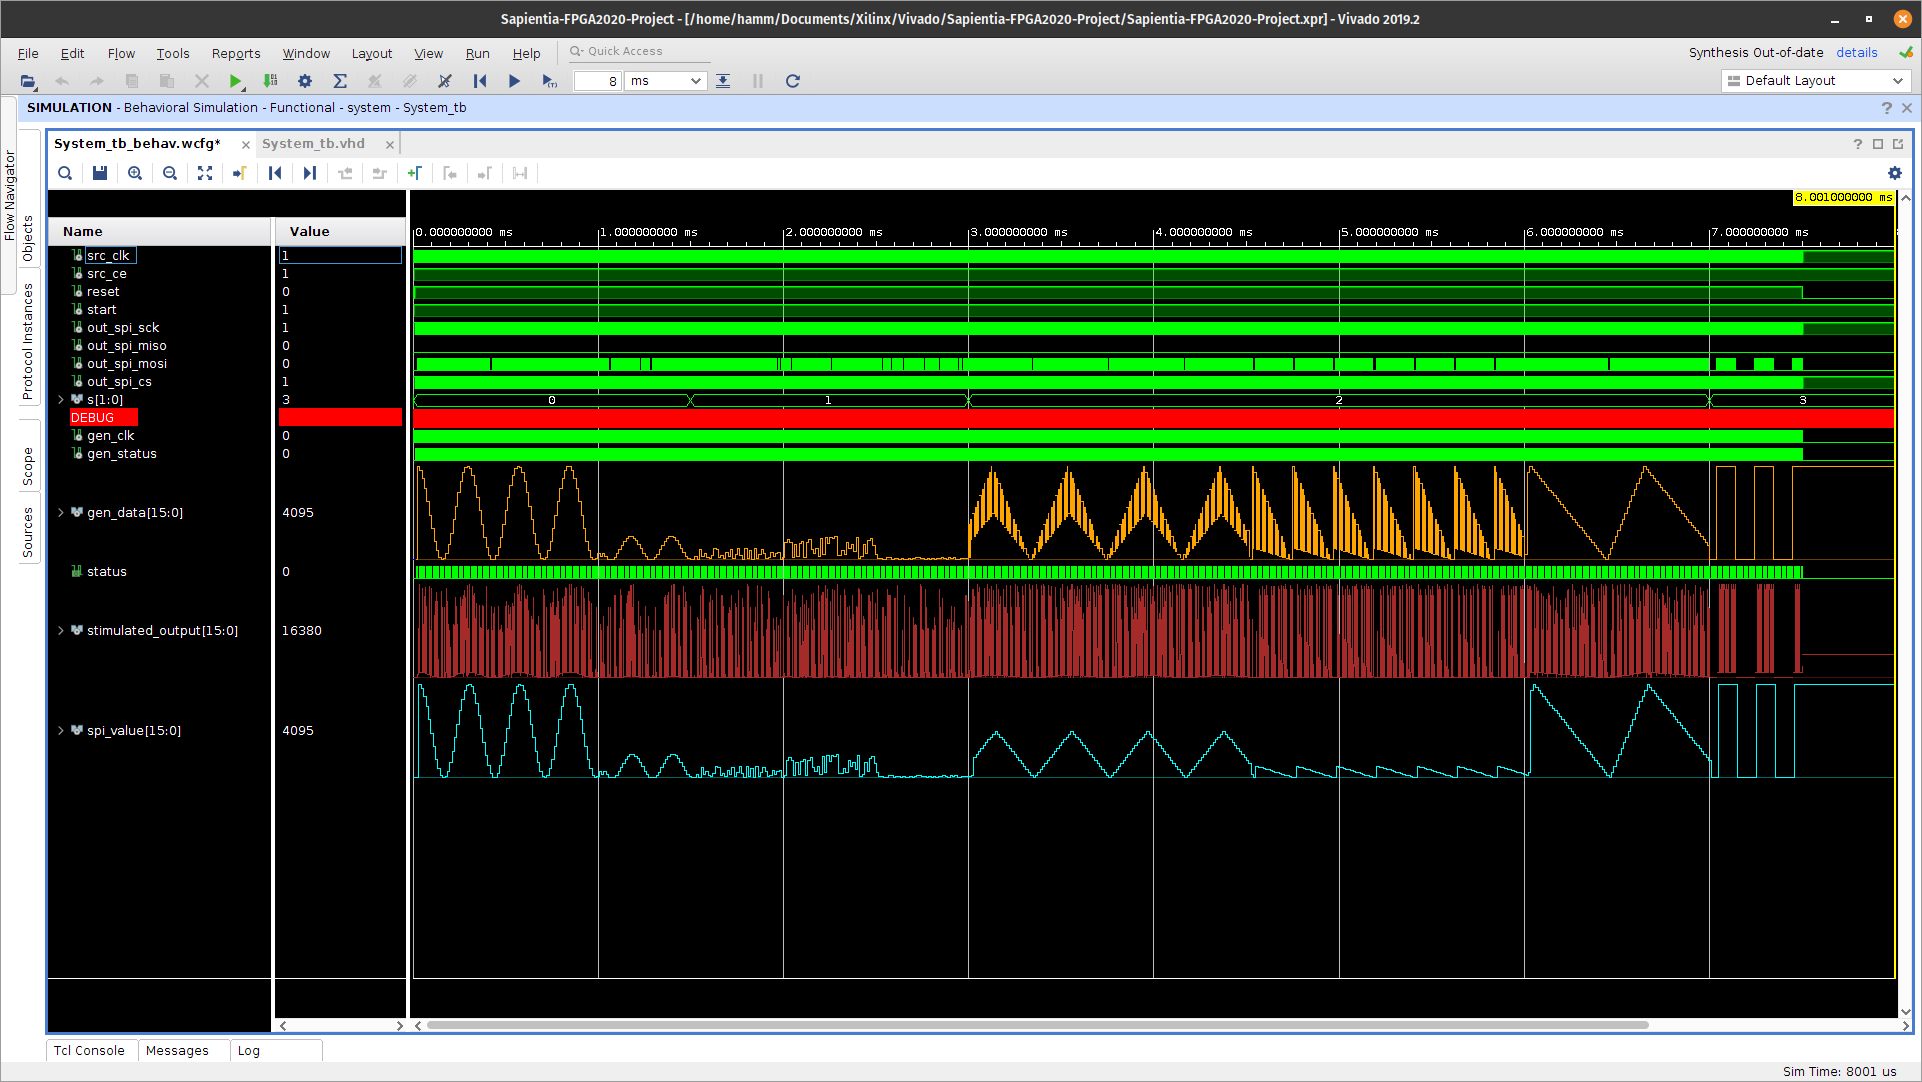 Sapientia-FPGA2020-Project - [/home/hamm/Documents/Xilinx/Vivado/Sapientia-FPGA2020-Project/Sapientia-FPGA2020-Project.xpr] - Vivado 2019.2
File Edit Flow Tools Reports Window Layout View Run Help Quick Access
Synthesis Out-of-date details
8 ms
Default Layout
SIMULATION - Behavioral Simulation - Functional - system - System_tb
Flow Navigator
Objects
Protocol Instances
Scope
Sources
System_tb_behav.wcfg* System_tb.vhd
8.001000000 ms
Name Value
0.000000000 ms 1.000000000 ms 2.000000000 ms 3.000000000 ms 4.000000000 ms 5.000000000 ms 6.000000000 ms 7.000000000 ms
src_clk 1
src_ce 1
reset 0
start 1
out_spi_sck 1
out_spi_miso 0
out_spi_mosi 0
out_spi_cs 1
s[1:0] 3 0 1 2 3
DEBUG
gen_clk 0
gen_status 0
gen_data[15:0] 4095
status 0
stimulated_output[15:0] 16380
spi_value[15:0] 4095
Tcl Console Messages Log
Sim Time: 8001 us